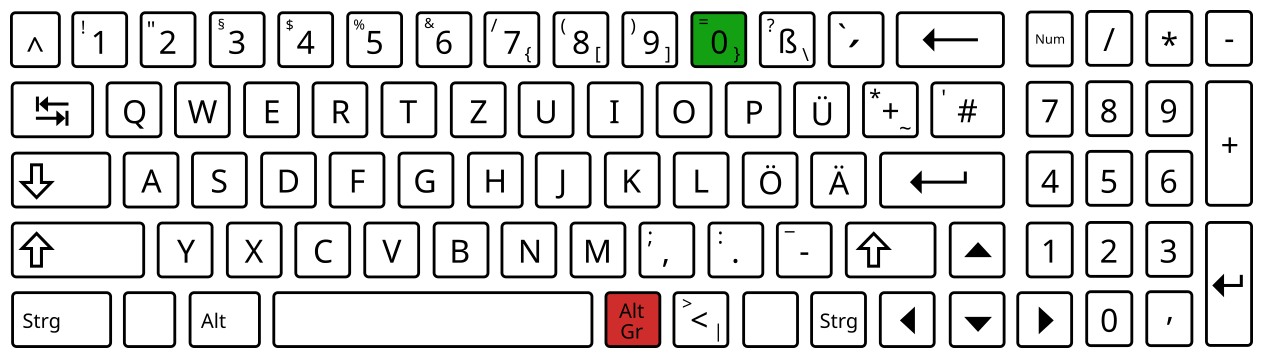 ^ ! 1 " 2 § 3 $ 4 % 5 & 6 / 7 { ( 8 [ ) 9 ] = 0 } ? ß \ ` ´ Num / * -
Q W E R T Z U I O P Ü * + ~ ' # 7 8 9 +
A S D F G H J K L Ö Ä 4 5 6
Y X C V B N M ; , : . _ - 1 2 3
Strg Alt Alt Gr > < | Strg 0 ,